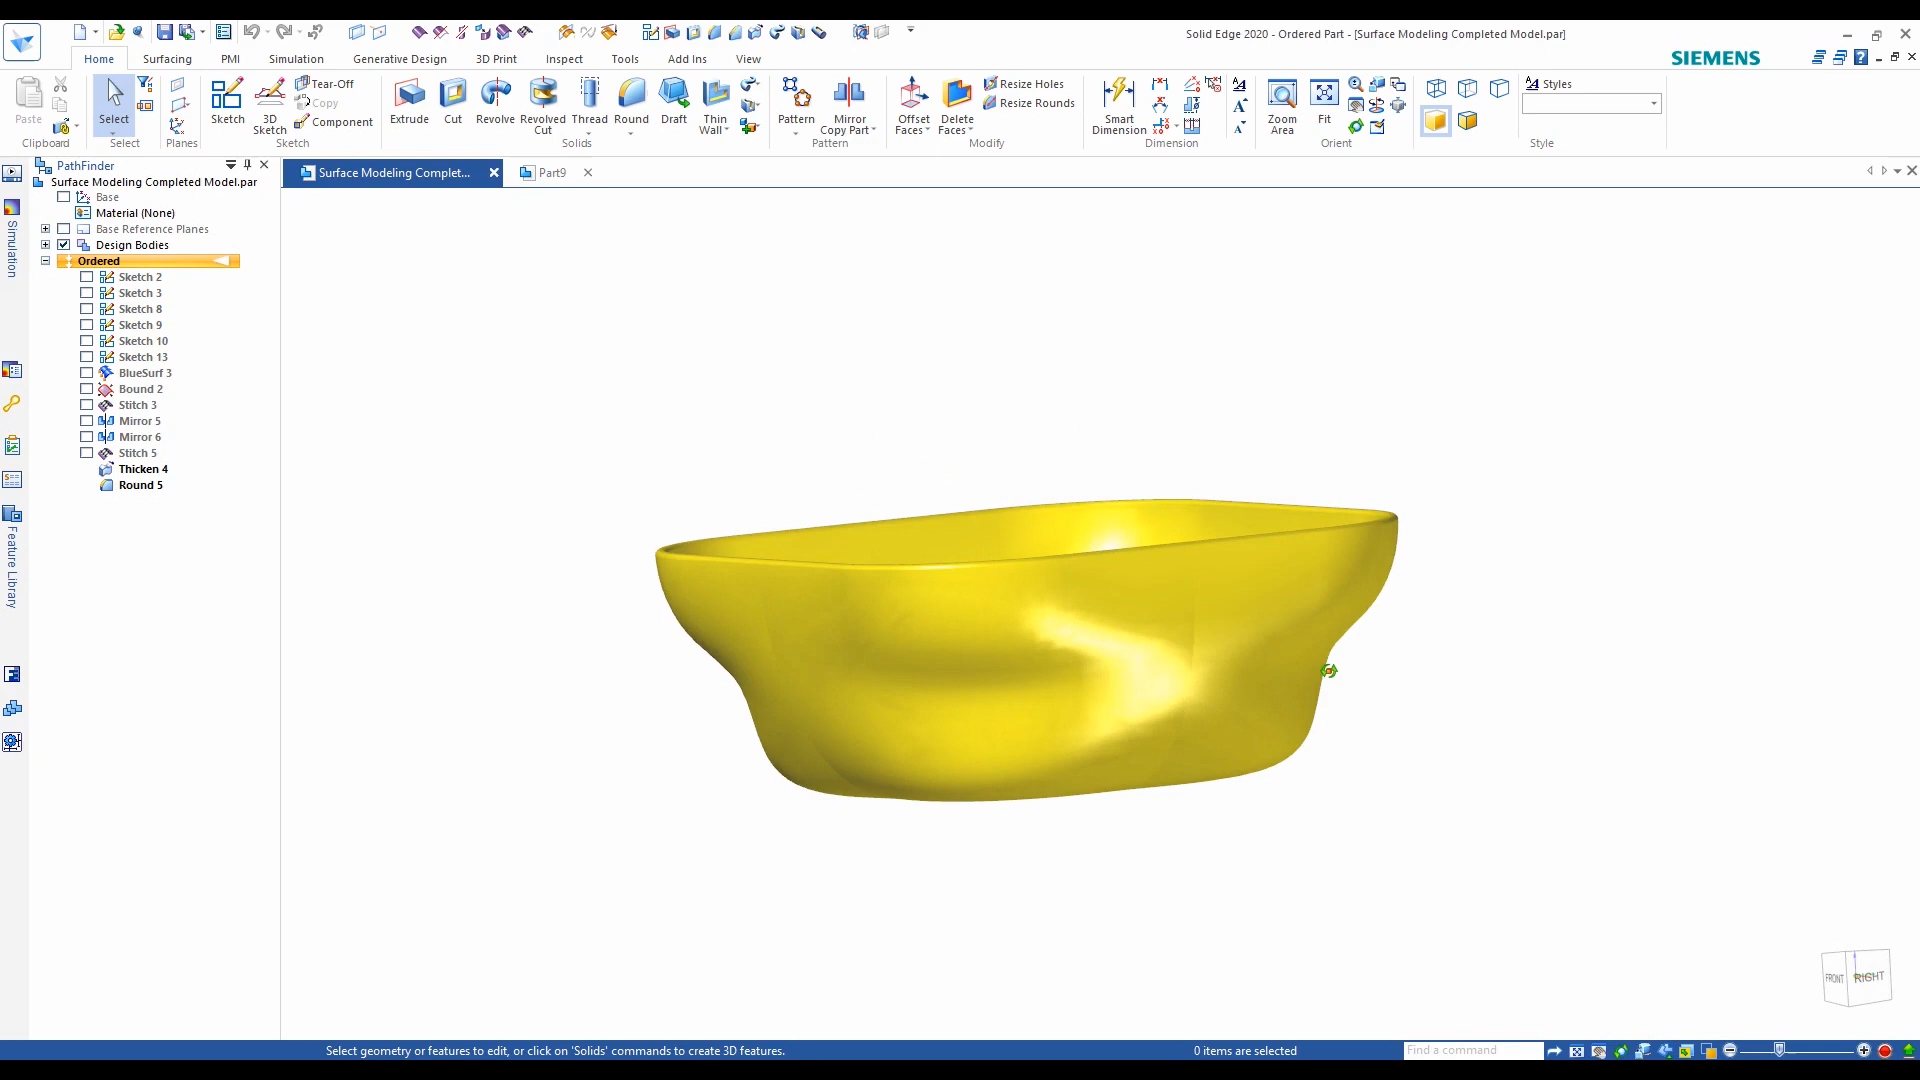 Solid Edge 2020 - Ordered Part - [Surface Modeling Completed Model.par]
Home Surfacing PMI Simulation Generative Design 3D Print Inspect Tools Add Ins View
SIEMENS
Paste
Clipboard
Select
Select
Planes
Sketch
3D Sketch
Tear-Off
Copy
Component
Sketch
Extrude
Cut
Revolve
Revolved Cut
Thread
Round
Draft
Thin Wall
Solids
Pattern
Mirror Copy Part
Pattern
Offset Faces
Delete Faces
Resize Holes
Resize Rounds
Modify
Smart Dimension
Dimension
Zoom Area
Fit
Orient
Styles
Style
PathFinder
Surface Modeling Completed Model.par
Base
Material (None)
Base Reference Planes
Design Bodies
Ordered
Sketch 2
Sketch 3
Sketch 8
Sketch 9
Sketch 10
Sketch 13
BlueSurf 3
Bound 2
Stitch 3
Mirror 5
Mirror 6
Stitch 5
Thicken 4
Round 5
Simulation
Feature Library
Surface Modeling Complet...
Part9
FRONT
RIGHT
Select geometry or features to edit, or click on 'Solids' commands to create 3D features.
0 items are selected
Find a command